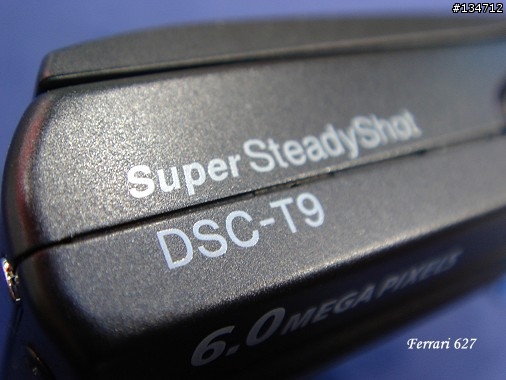 #134712
Super SteadyShot
DSC-T9
6.0 MEGA PIXELS
Ferrari 627